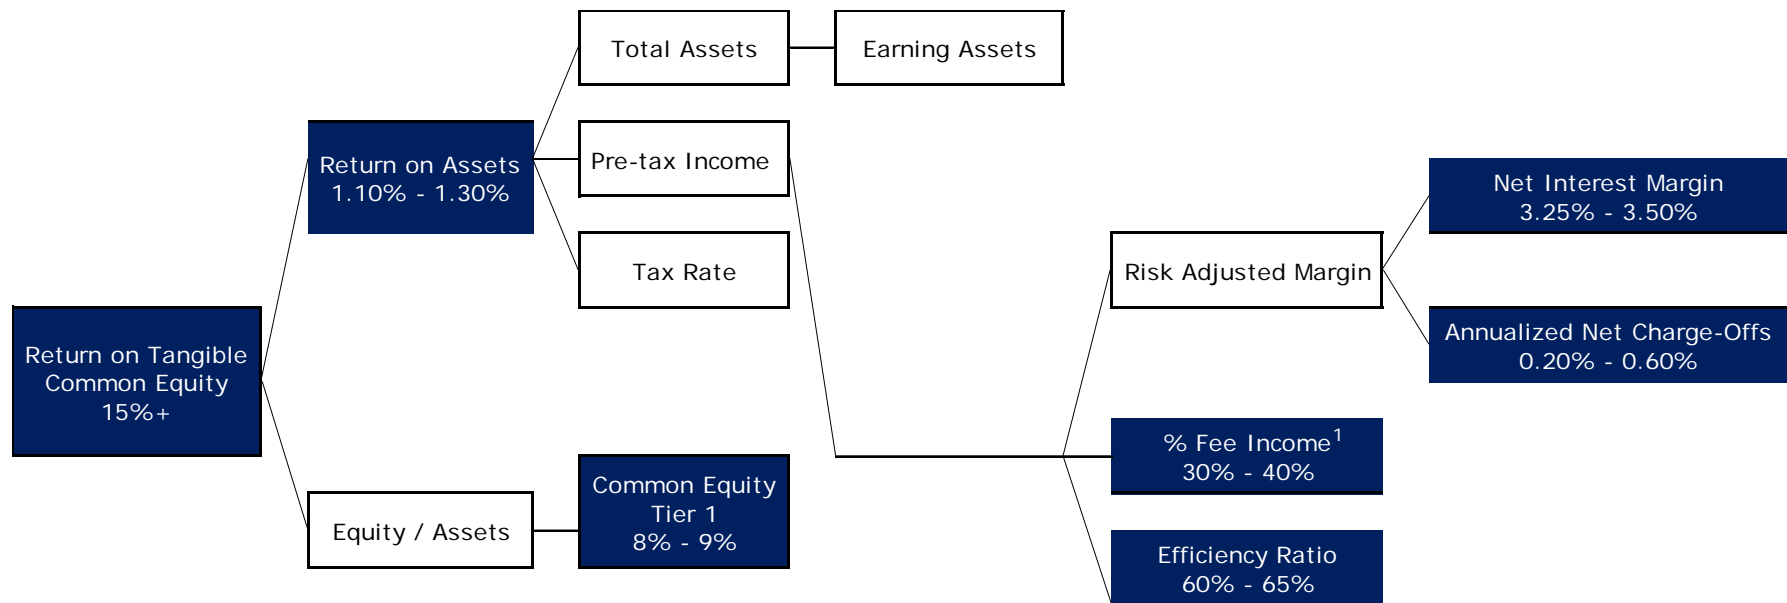 Total Assets
Earning Assets
Return on Assets
1.10% - 1.30%
Pre-tax Income
Tax Rate
Net Interest Margin
3.25% - 3.50%
Risk Adjusted Margin
Annualized Net Charge-Offs
0.20% - 0.60%
Return on Tangible
Common Equity
15%+
% Fee Income¹
30% - 40%
Common Equity
Tier 1
8% - 9%
Equity / Assets
Efficiency Ratio
60% - 65%